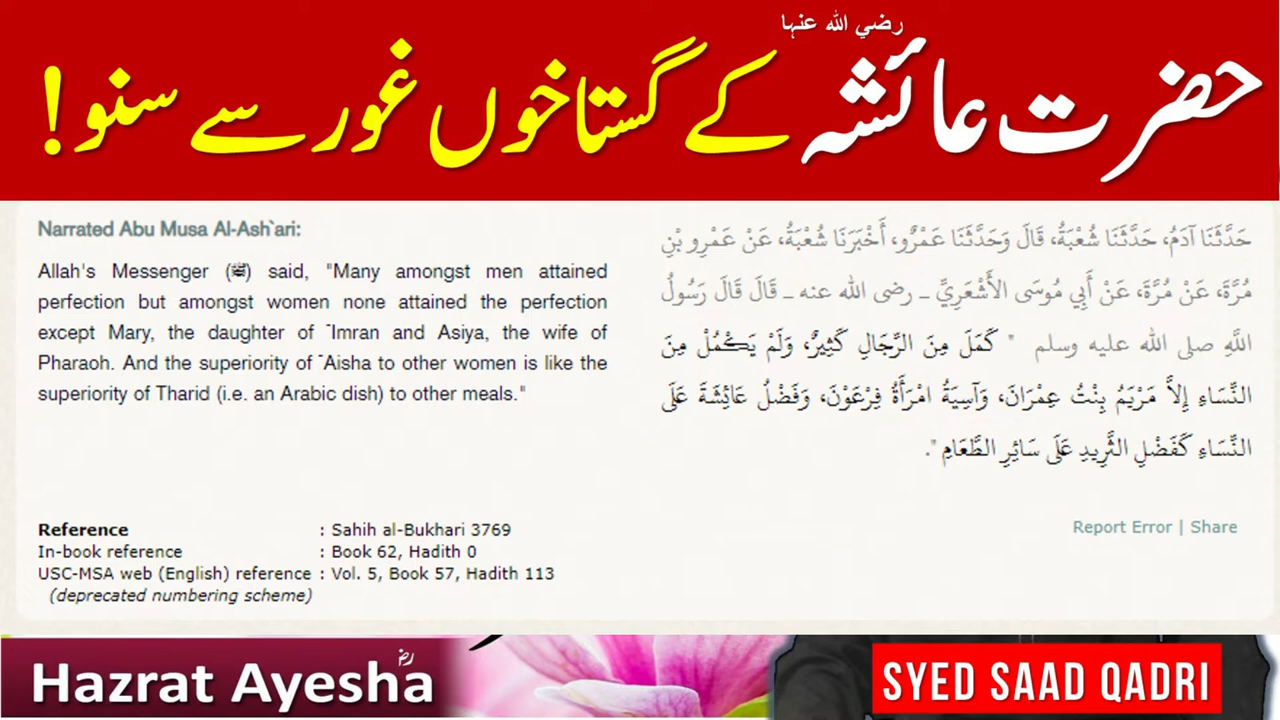 رضي الله عنہا
حضرت عائشہ کے گستاخوں غور سے سنو!
Narrated Abu Musa Al-Ash`ari:
Allah's Messenger (ﷺ) said, "Many amongst men attained
perfection but amongst women none attained the perfection
except Mary, the daughter of `Imran and Asiya, the wife of
Pharaoh. And the superiority of `Aisha to other women is like the
superiority of Tharid (i.e. an Arabic dish) to other meals."
حَدَّثَنَا آدَمُ، حَدَّثَنَا شُعْبَةُ، قَالَ وَحَدَّثَنَا عَمْرٌو، أَخْبَرَنَا شُعْبَةُ، عَنْ عَمْرِو بْنِ
مُرَّةَ، عَنْ مُرَّةَ، عَنْ أَبِي مُوسَى الأَشْعَرِيِّ ـ رضى الله عنه ـ قَالَ قَالَ رَسُولُ
اللَّهِ صلى الله عليه وسلم " كَمَلَ مِنَ الرِّجَالِ كَثِيرٌ، وَلَمْ يَكْمُلْ مِنَ
النِّسَاءِ إِلاَّ مَرْيَمُ بِنْتُ عِمْرَانَ، وَآسِيَةُ امْرَأَةُ فِرْعَوْنَ، وَفَضْلُ عَائِشَةَ عَلَى
النِّسَاءِ كَفَضْلِ الثَّرِيدِ عَلَى سَائِرِ الطَّعَامِ ".
Reference : Sahih al-Bukhari 3769
In-book reference : Book 62, Hadith 0
USC-MSA web (English) reference : Vol. 5, Book 57, Hadith 113
(deprecated numbering scheme)
Report Error | Share
Hazrat Ayesha رض
SYED SAAD QADRI